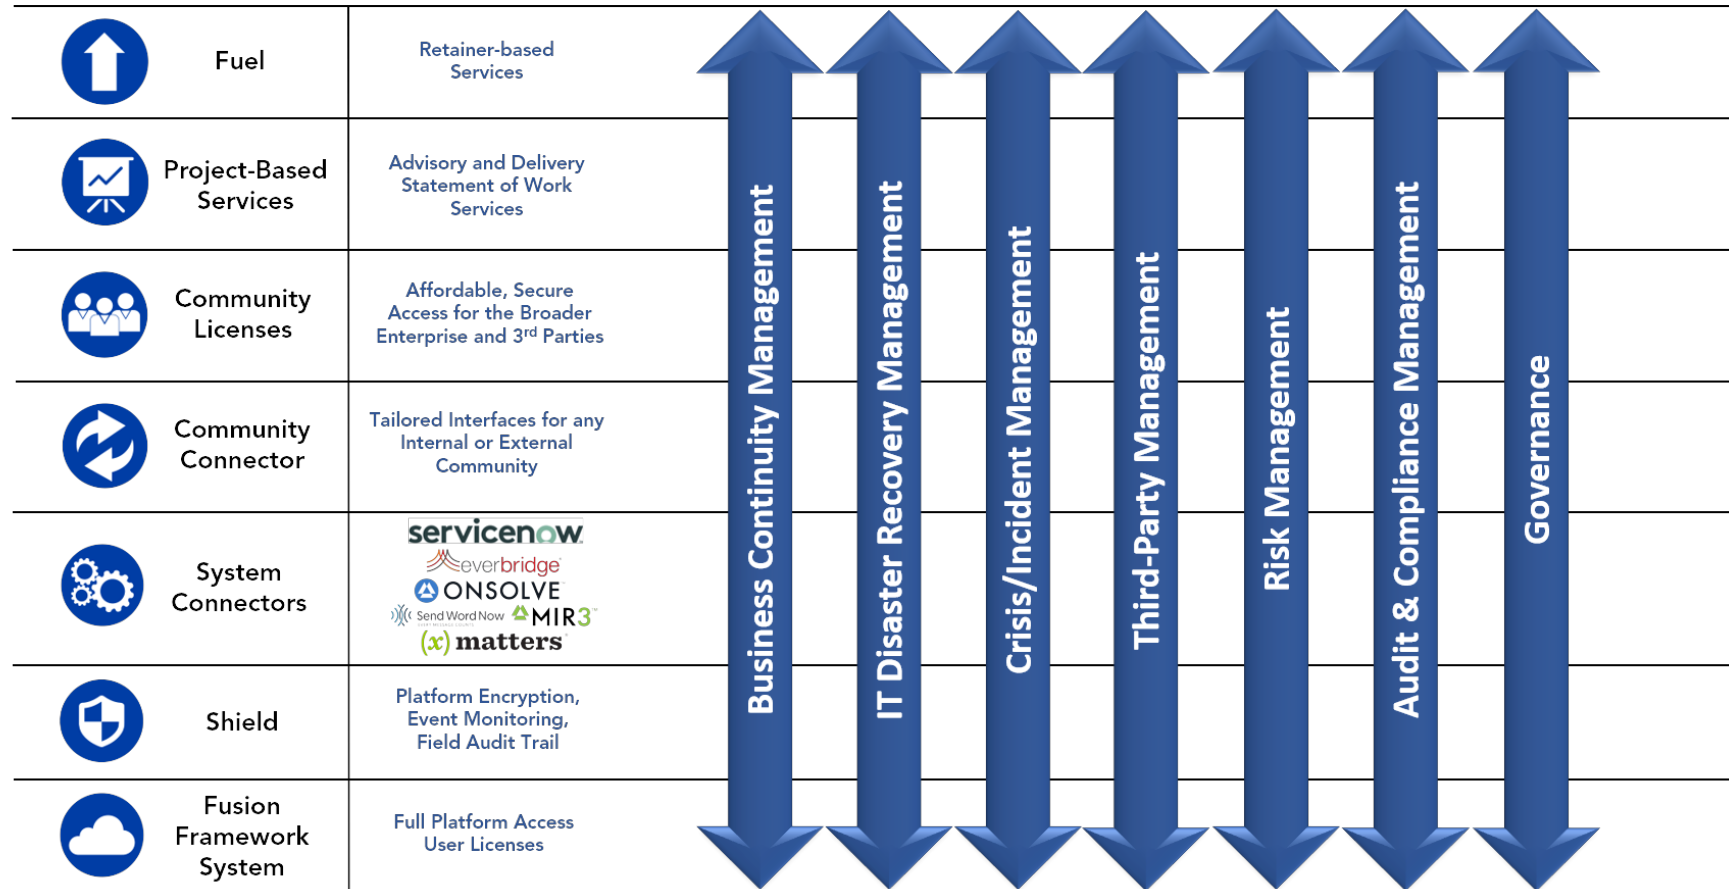 Fuel
Retainer-based
Services
Project-Based
Services
Advisory and Delivery
Statement of Work
Services
Community
Licenses
Affordable, Secure
Access for the Broader
Enterprise and 3rd Parties
Community
Connector
Tailored Interfaces for any
Internal or External
Community
System
Connectors
servicenow
everbridge
ONSOLVE
Send Word Now MIR3™
(x) matters
Shield
Platform Encryption,
Event Monitoring,
Field Audit Trail
Fusion
Framework
System
Full Platform Access
User Licenses
Business Continuity Management
IT Disaster Recovery Management
Crisis/Incident Management
Third-Party Management
Risk Management
Audit & Compliance Management
Governance